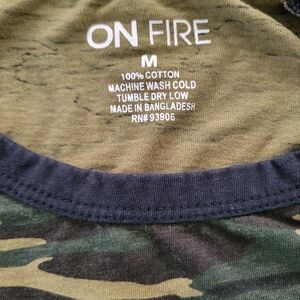 ON FIRE
M
100% COTTON
MACHINE WASH COLD
TUMBLE DRY LOW
MADE IN BANGLADESH
RN# 93906